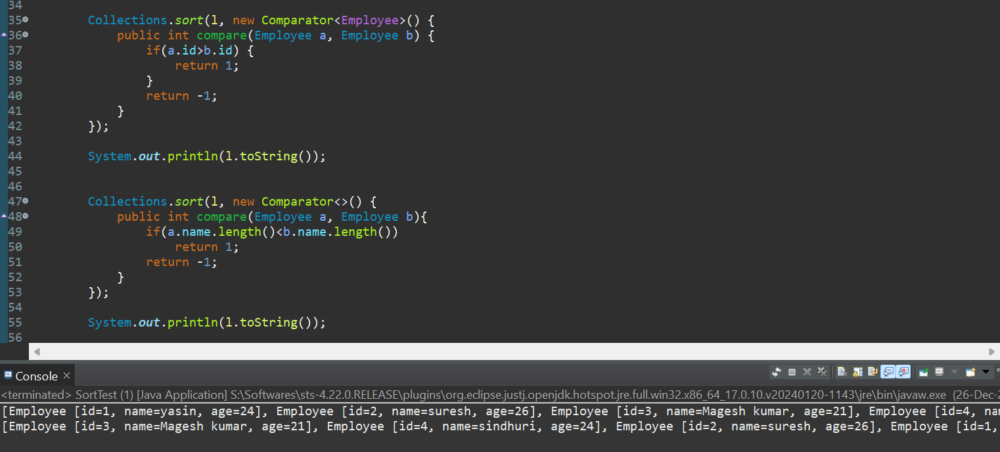 34
35 Collections.sort(l, new Comparator<Employee>() {
36 public int compare(Employee a, Employee b) {
37 if(a.id>b.id) {
38 return 1;
39 }
40 return -1;
41 }
42 });
43
44 System.out.println(l.toString());
45
46
47 Collections.sort(l, new Comparator<>() {
48 public int compare(Employee a, Employee b){
49 if(a.name.length()<b.name.length())
50 return 1;
51 return -1;
52 }
53 });
54
55 System.out.println(l.toString());
56
Console
<terminated> SortTest (1) [Java Application] S:\Softwares\sts-4.22.0.RELEASE\plugins\org.eclipse.justj.openjdk.hotspot.jre.full.win32.x86_64_17.0.10.v20240120-1143\jre\bin\javaw.exe (26-Dec-2
[Employee [id=1, name=yasin, age=24], Employee [id=2, name=suresh, age=26], Employee [id=3, name=Magesh kumar, age=21], Employee [id=4, nam
[Employee [id=3, name=Magesh kumar, age=21], Employee [id=4, name=sindhuri, age=24], Employee [id=2, name=suresh, age=26], Employee [id=1,